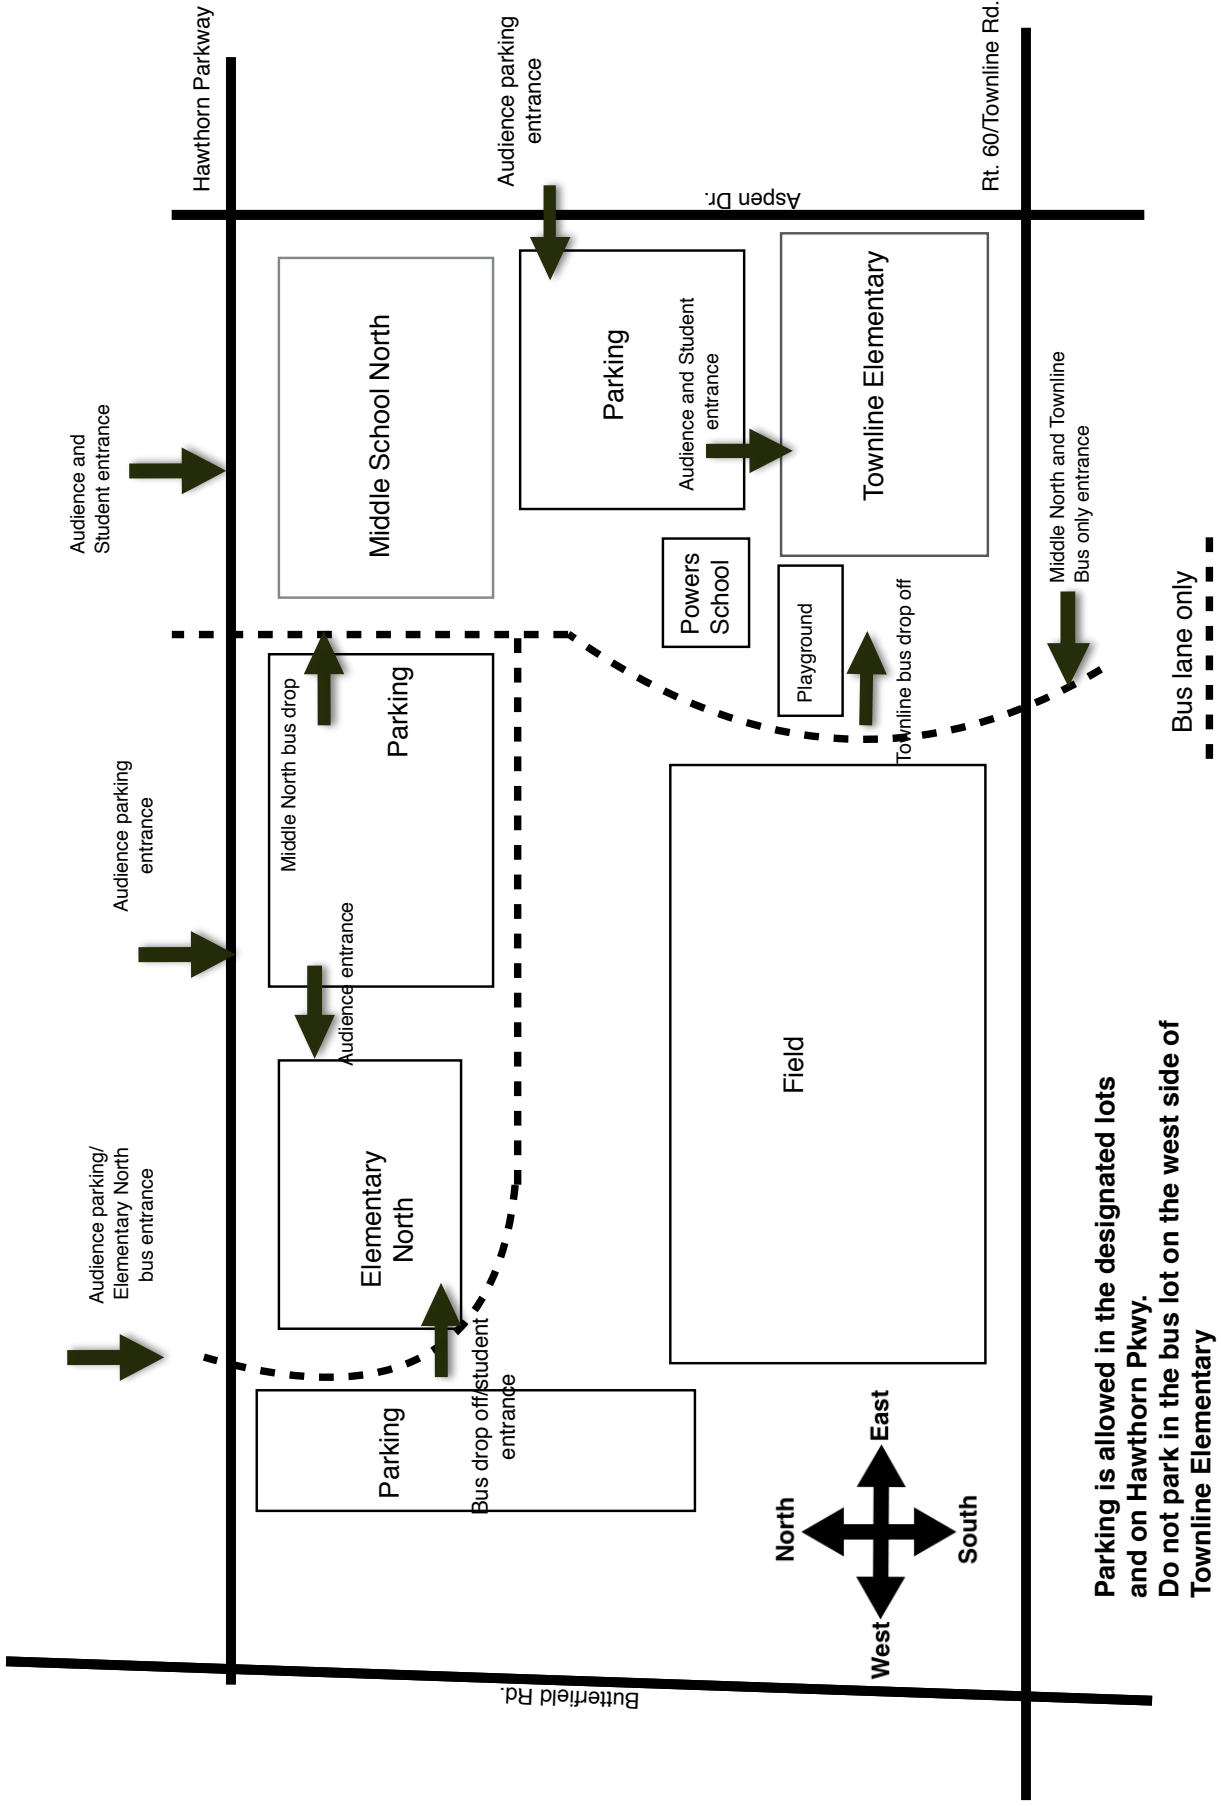 Hawthorn Parkway
Audience parking/
Elementary North
bus entrance
Audience parking
entrance
Audience and
Student entrance
Middle North bus drop
Audience entrance
Elementary
North
Parking
Middle School North
Parking
Bus drop off/student
entrance
Audience parking
entrance
Butterfield Rd.
Aspen Dr.
Parking
Audience and Student
entrance
Powers
School
Playground
Townline Elementary
Townline bus drop off
Field
North
West
East
South
Rt. 60/Townline Rd.
Middle North and Townline
Bus only entrance
Parking is allowed in the designated lots
and on Hawthorn Pkwy.
Do not park in the bus lot on the west side of
Townline Elementary
Bus lane only